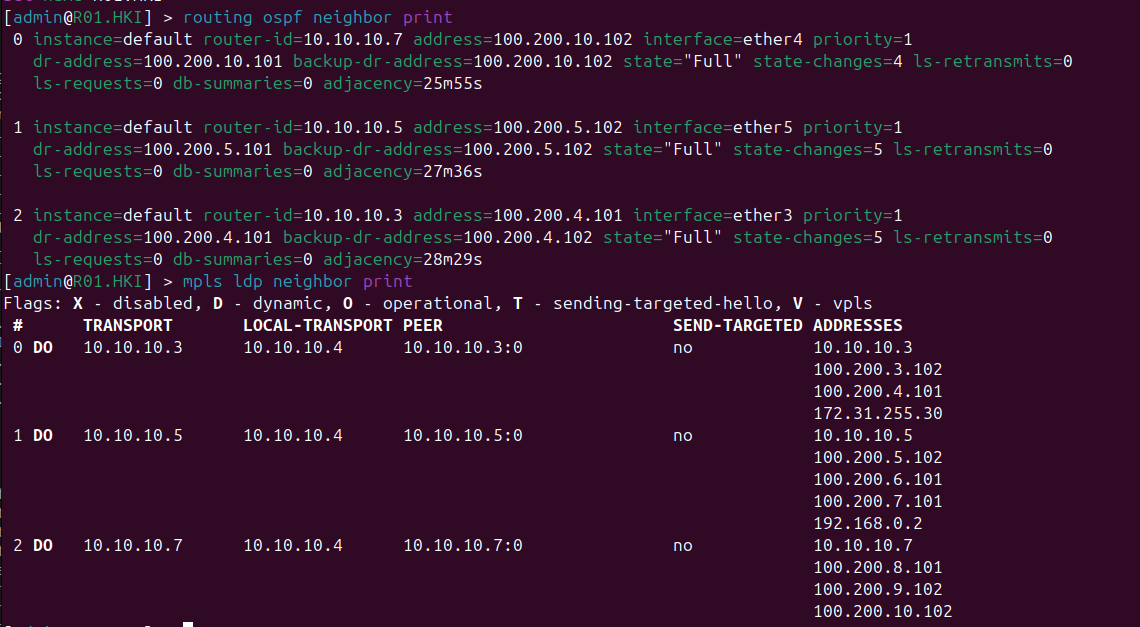 [admin@R01.HKI] > routing ospf neighbor print
0 instance=default router-id=10.10.10.7 address=100.200.10.102 interface=ether4 priority=1
dr-address=100.200.10.101 backup-dr-address=100.200.10.102 state="Full" state-changes=4 ls-retransmits=0
ls-requests=0 db-summaries=0 adjacency=25m55s
1 instance=default router-id=10.10.10.5 address=100.200.5.102 interface=ether5 priority=1
dr-address=100.200.5.101 backup-dr-address=100.200.5.102 state="Full" state-changes=5 ls-retransmits=0
ls-requests=0 db-summaries=0 adjacency=27m36s
2 instance=default router-id=10.10.10.3 address=100.200.4.101 interface=ether3 priority=1
dr-address=100.200.4.101 backup-dr-address=100.200.4.102 state="Full" state-changes=5 ls-retransmits=0
ls-requests=0 db-summaries=0 adjacency=28m29s
[admin@R01.HKI] > mpls ldp neighbor print
Flags: X - disabled, D - dynamic, O - operational, T - sending-targeted-hello, V - vpls
# TRANSPORT LOCAL-TRANSPORT PEER SEND-TARGETED ADDRESSES
0 DO 10.10.10.3 10.10.10.4 10.10.10.3:0 no 10.10.10.3
100.200.3.102
100.200.4.101
172.31.255.30
1 DO 10.10.10.5 10.10.10.4 10.10.10.5:0 no 10.10.10.5
100.200.5.102
100.200.6.101
100.200.7.101
192.168.0.2
2 DO 10.10.10.7 10.10.10.4 10.10.10.7:0 no 10.10.10.7
100.200.8.101
100.200.9.102
100.200.10.102